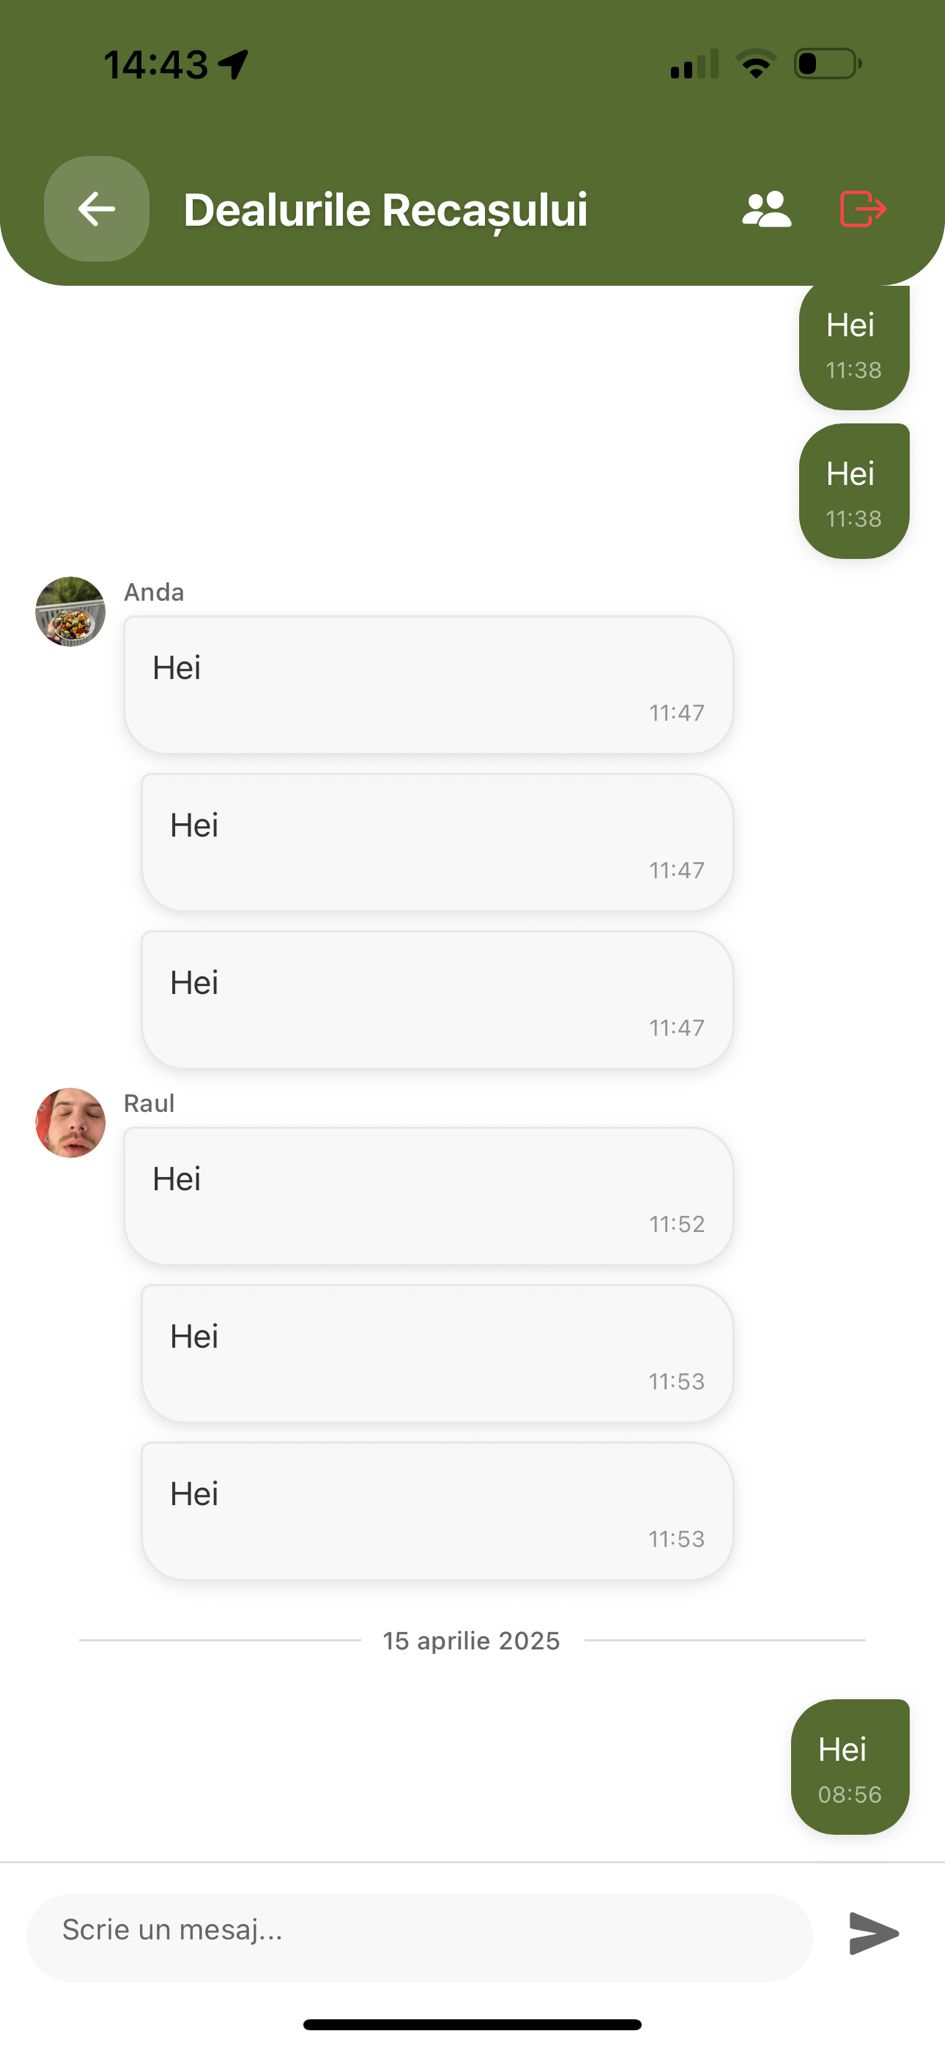 14:43
Dealurile Recașului
Hei
11:38
Hei
11:38
Anda
Hei
11:47
Hei
11:47
Hei
11:47
Raul
Hei
11:52
Hei
11:53
Hei
11:53
15 aprilie 2025
Hei
08:56
Scrie un mesaj...